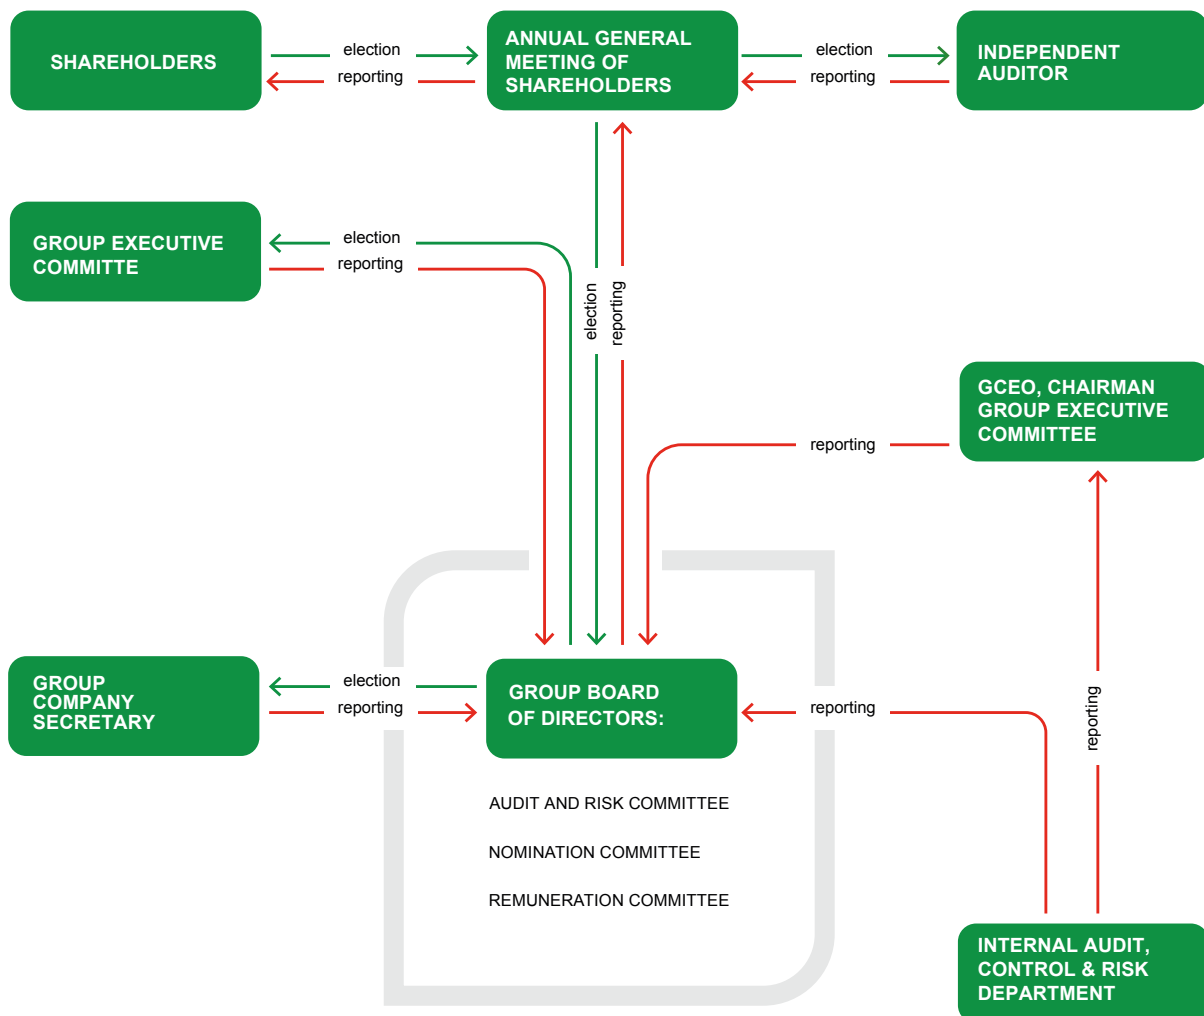 SHAREHOLDERS
election
reporting
ANNUAL GENERAL
MEETING OF
SHAREHOLDERS
election
reporting
INDEPENDENT
AUDITOR
GROUP EXECUTIVE
COMMITTE
election
reporting
election
reporting
GCEO, CHAIRMAN
GROUP EXECUTIVE
COMMITTEE
reporting
GROUP
COMPANY
SECRETARY
election
reporting
GROUP BOARD
OF DIRECTORS:
reporting
reporting
AUDIT AND RISK COMMITTEE
NOMINATION COMMITTEE
REMUNERATION COMMITTEE
INTERNAL AUDIT,
CONTROL & RISK
DEPARTMENT